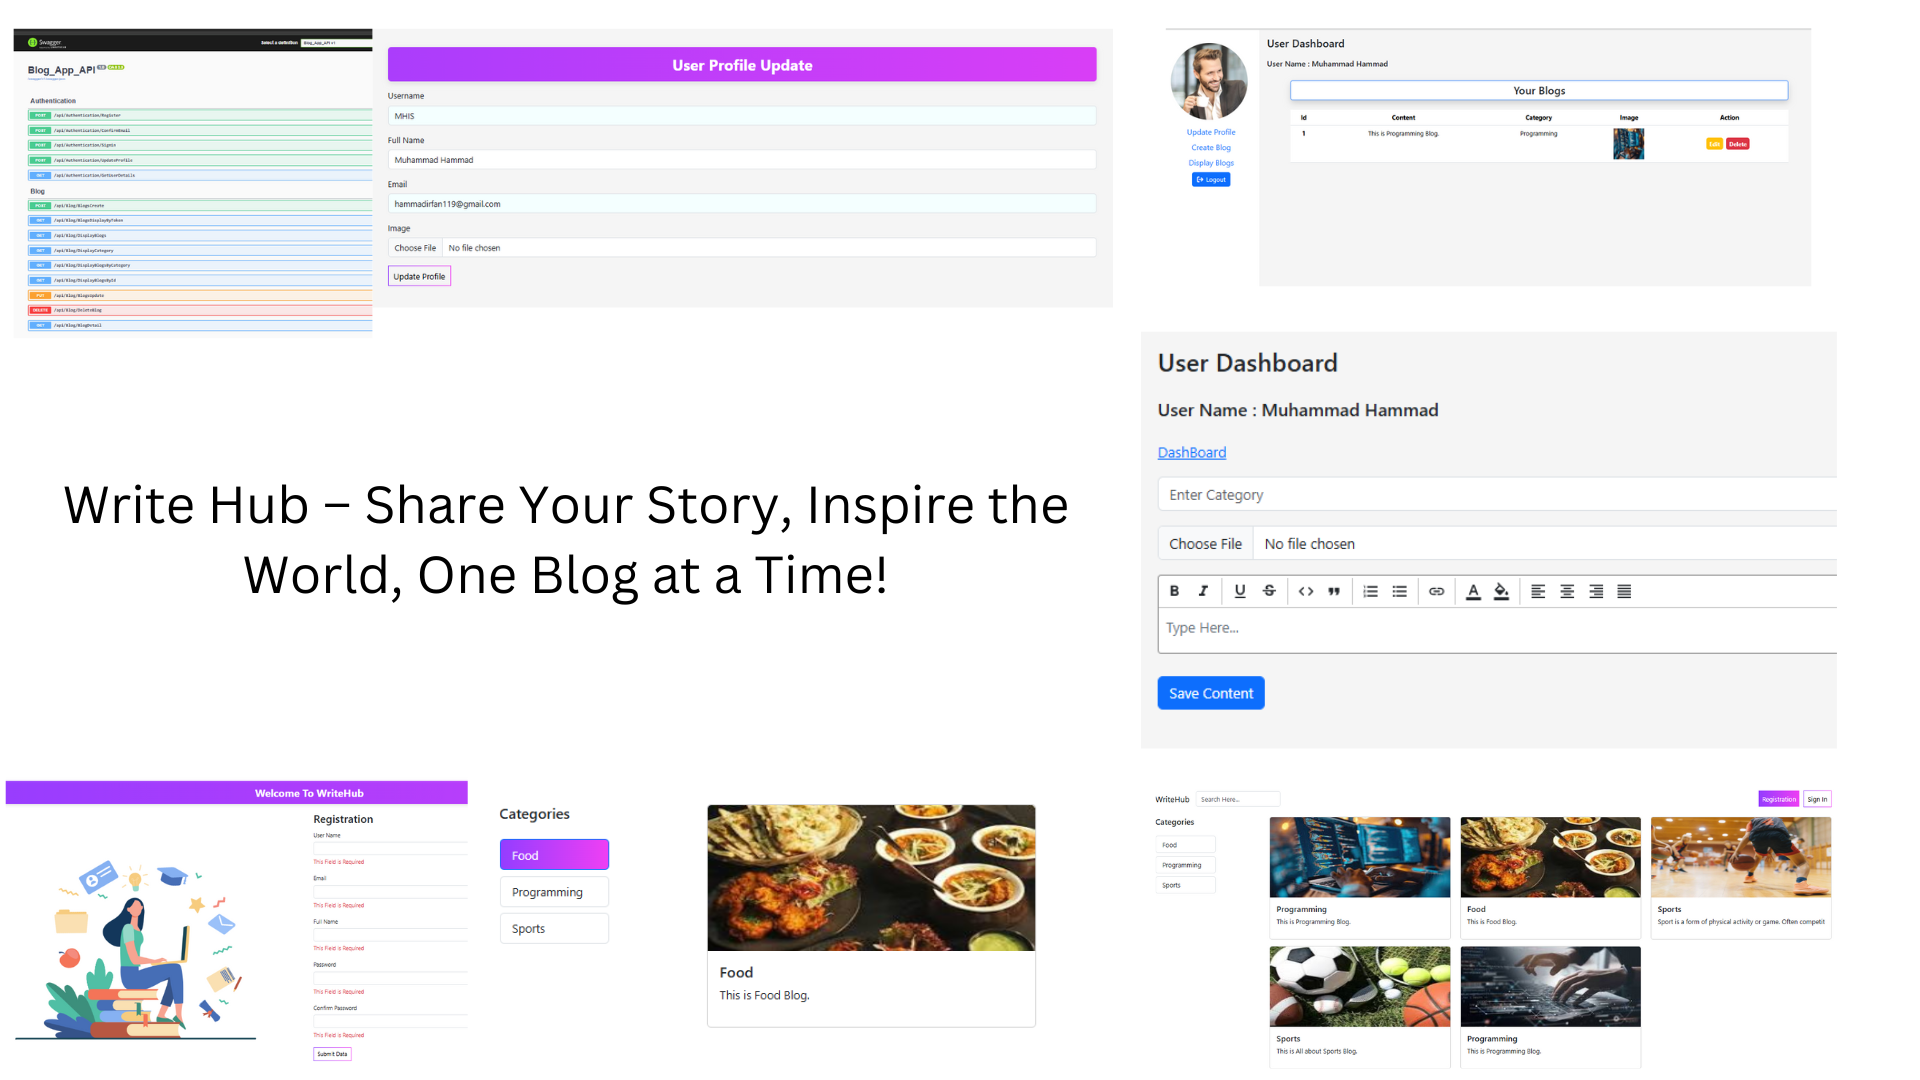 Swagger
Select a definition
Blog_App_API V1
Blog_App_API
Authentication
POST /api/Authentication/Register
POST /api/Authentication/ConfirmEmail
POST /api/Authentication/SignIn
POST /api/Authentication/UpdateProfile
GET /api/Authentication/GetUserDetails
Blog
POST /api/Blog/BlogsCreate
GET /api/Blog/BlogsDisplayByToken
GET /api/Blog/DisplayBlogs
GET /api/Blog/DisplayCategory
GET /api/Blog/DisplayBlogsByCategory
GET /api/Blog/DisplayBlogsById
PUT /api/Blog/BlogsUpdate
DELETE /api/Blog/DeleteBlog
GET /api/Blog/BlogDetail
User Profile Update
Username
MHIS
Full Name
Muhammad Hammad
Email
hammadirfan119@gmail.com
Image
Choose File No file chosen
Update Profile
User Dashboard
User Name : Muhammad Hammad
Update Profile
Create Blog
Display Blogs
Logout
Your Blogs
Id Content Category Image Action
1 This is Programming Blog. Programming Edit Delete
User Dashboard
User Name : Muhammad Hammad
DashBoard
Enter Category
Choose File No file chosen
B I U S A
Type Here...
Save Content
Write Hub – Share Your Story, Inspire the
World, One Blog at a Time!
Welcome To WriteHub
Registration
User Name
This Field is Required
Email
This Field is Required
Full Name
This Field is Required
Password
This Field is Required
Confirm Password
This Field is Required
Submit Data
Categories
Food
Programming
Sports
Food
This is Food Blog.
WriteHub Search Here... Registration Sign In
Categories
Food
Programming
Sports
Programming
This is Programming Blog.
Food
This is Food Blog.
Sports
Sport is a form of physical activity or game. Often competit
Sports
This is All about Sports Blog.
Programming
This is Programming Blog.